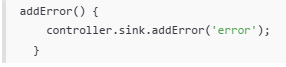 addError() {
    controller.sink.addError('error');
  }